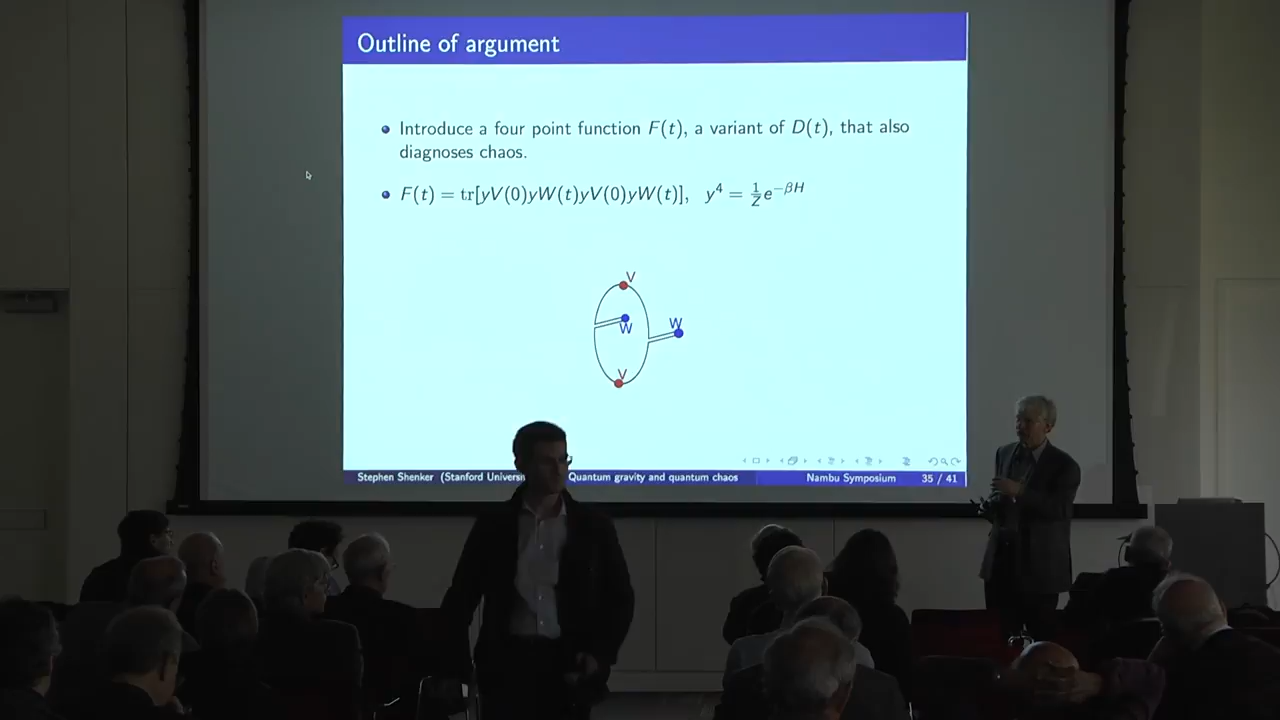 Outline of argument
Introduce a four point function F(t), a variant of D(t), that also
diagnoses chaos.
F(t) = tr[yV(0)yW(t)yV(0)yW(t)], y⁴ = 1/Z e^{-βH}
V
W
W
V
Stephen Shenker (Stanford Quantum gravity and quantum chaos Nambu Symposium 35 / 41